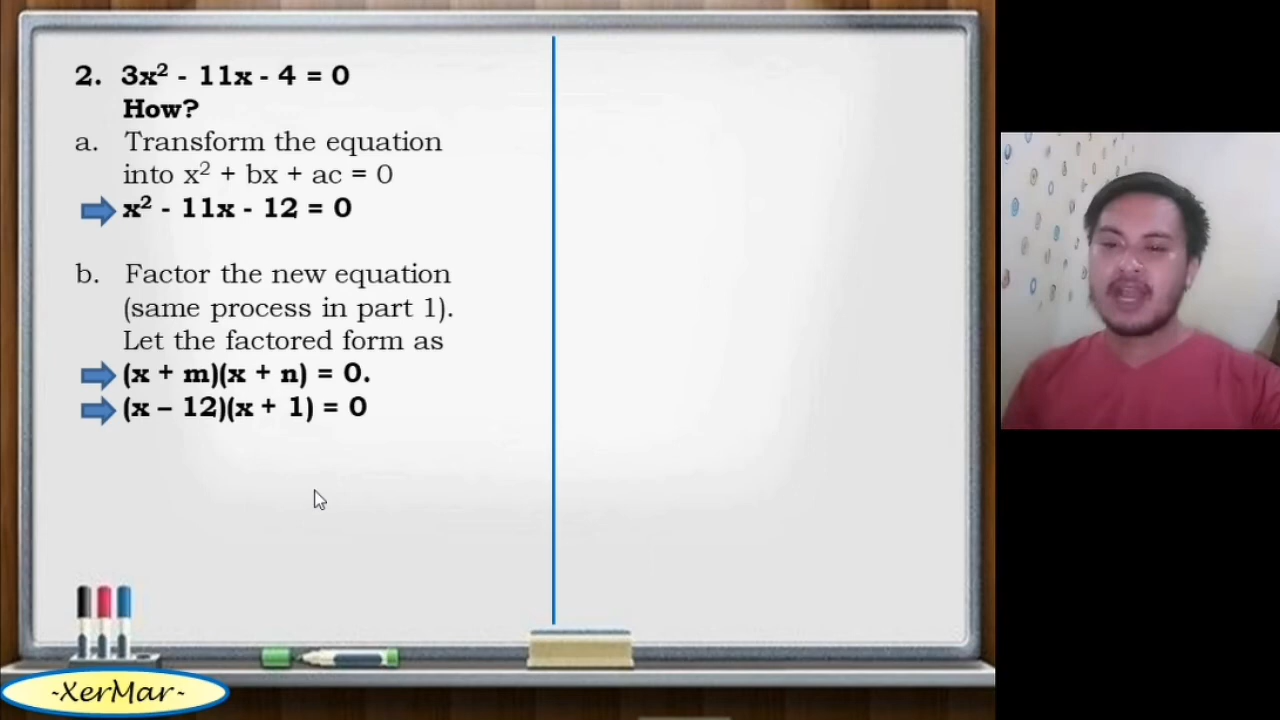 2. 3x² - 11x - 4 = 0
How?
a. Transform the equation
into x² + bx + ac = 0
x² - 11x - 12 = 0
b. Factor the new equation
(same process in part 1).
Let the factored form as
(x + m)(x + n) = 0.
(x – 12)(x + 1) = 0
-XerMar-